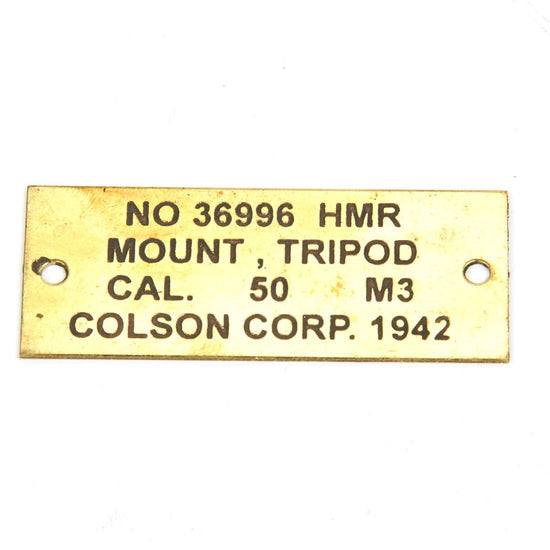 NO 36996 HMR
MOUNT , TRIPOD
CAL. 50 M3
COLSON CORP. 1942